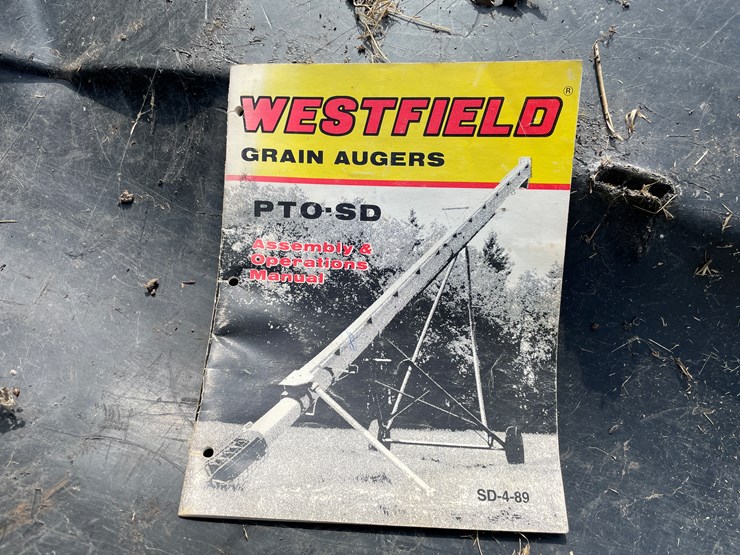 WESTFIELD®
GRAIN AUGERS
PTO-SD
Assembly &
Operations
Manual
SD-4-89